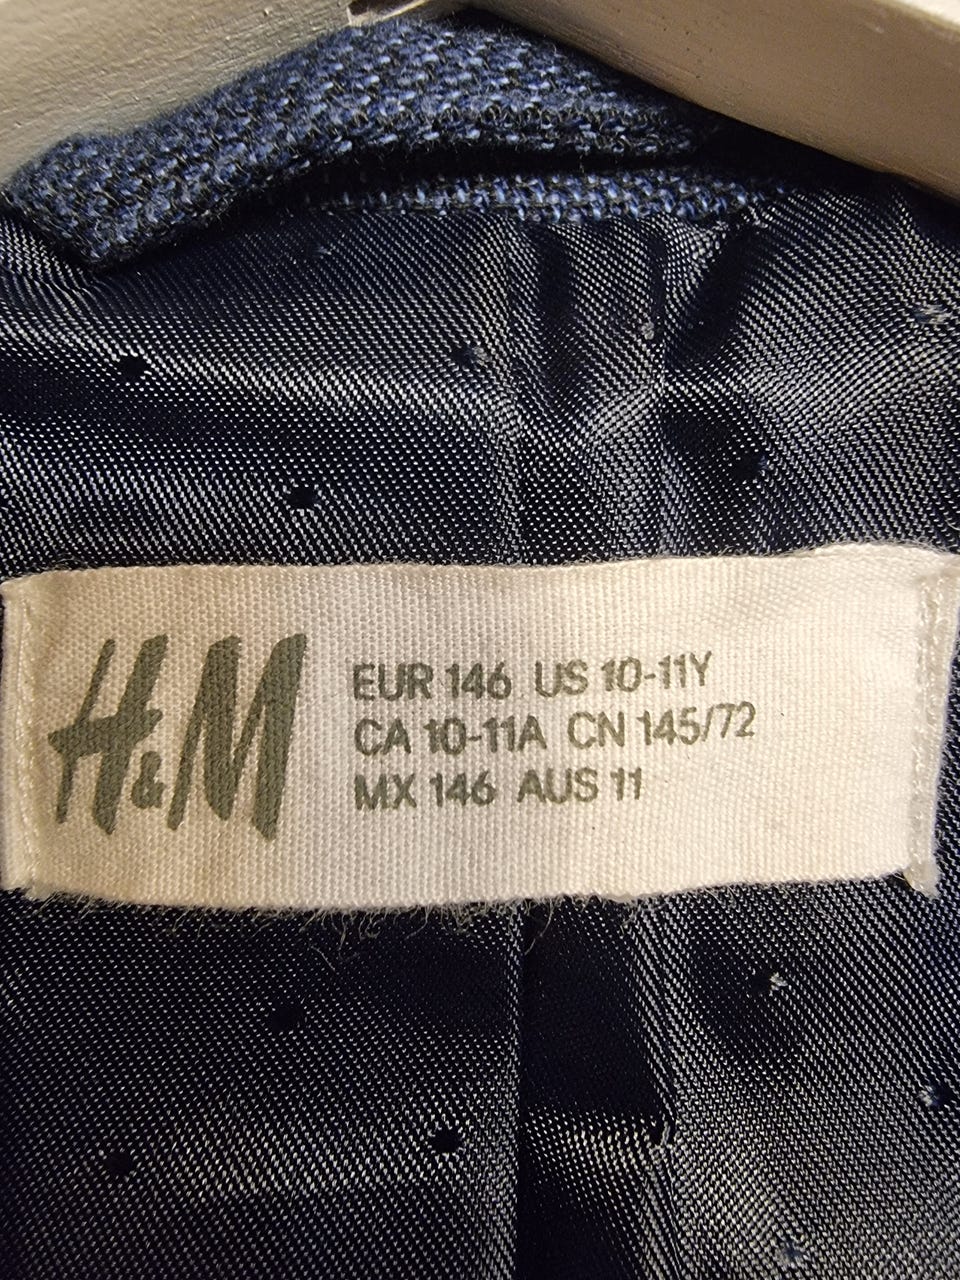 H&M
EUR 146 US 10-11Y
CA 10-11A CN 145/72
MX 146 AUS 11